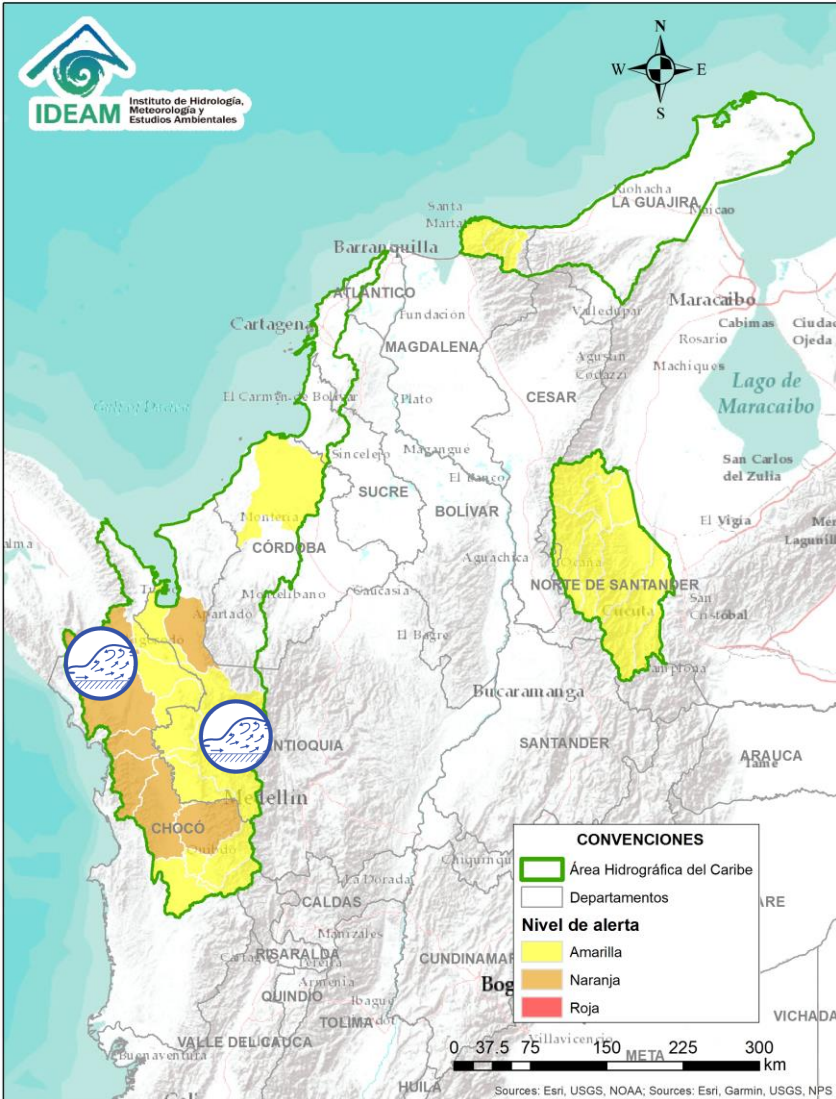 IDEAM
Instituto de Hidrología,
Meteorología y
Estudios Ambientales
N
W
E
S
Riohacha
LA GUAJIRA
Maicao
Santa
Marta
Barranquilla
ATLÁNTICO
Fundación
Valledupar
Maracaibo
Cabimas
Ciudad
Ojeda
Cartagena
MAGDALENA
Rosario
Machiques
Agustín
Codazzi
CESAR
Lago de
Maracaibo
El Carmen de Bolívar
Plato
Sincelejo
Magangué
El Banco
San Carlos
del Zulia
SUCRE
BOLÍVAR
El Vigía
Montería
CÓRDOBA
Aguachica
Ocaña
NORTE DE SANTANDER
Montelíbano
Caucasia
Cúcuta
San
Cristóbal
Apartadó
El Bagre
Pamplona
Bucaramanga
ANTIOQUIA
SANTANDER
ARAUCA
Tame
Medellín
CHOCÓ
Quibdó
La Dorada
CALDAS
Manizales
RISARALDA
Pereira
Armenia
QUINDÍO
Ibagué
TOLIMA
VALLE DEL CAUCA
Buenaventura
HUILA
Villavicencio
META
VICHADA
CONVENCIONES
Área Hidrográfica del Caribe
Departamentos
Nivel de alerta
Amarilla
Naranja
Roja
0 37.5 75 150 225 300
km
Sources: Esri, USGS, NOAA; Sources: Esri, Garmin, USGS, NPS